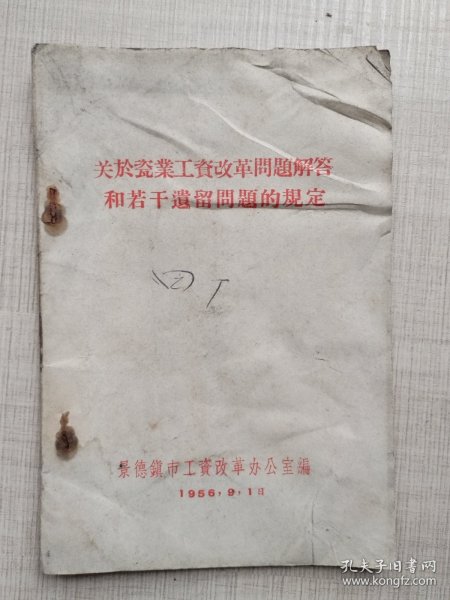 关於瓷業工資改革問題解答
和若干遺留問題的規定
景德鎮市工資改革办公室編
1956,9,1日
孔夫子旧书网
www.kongfz.com